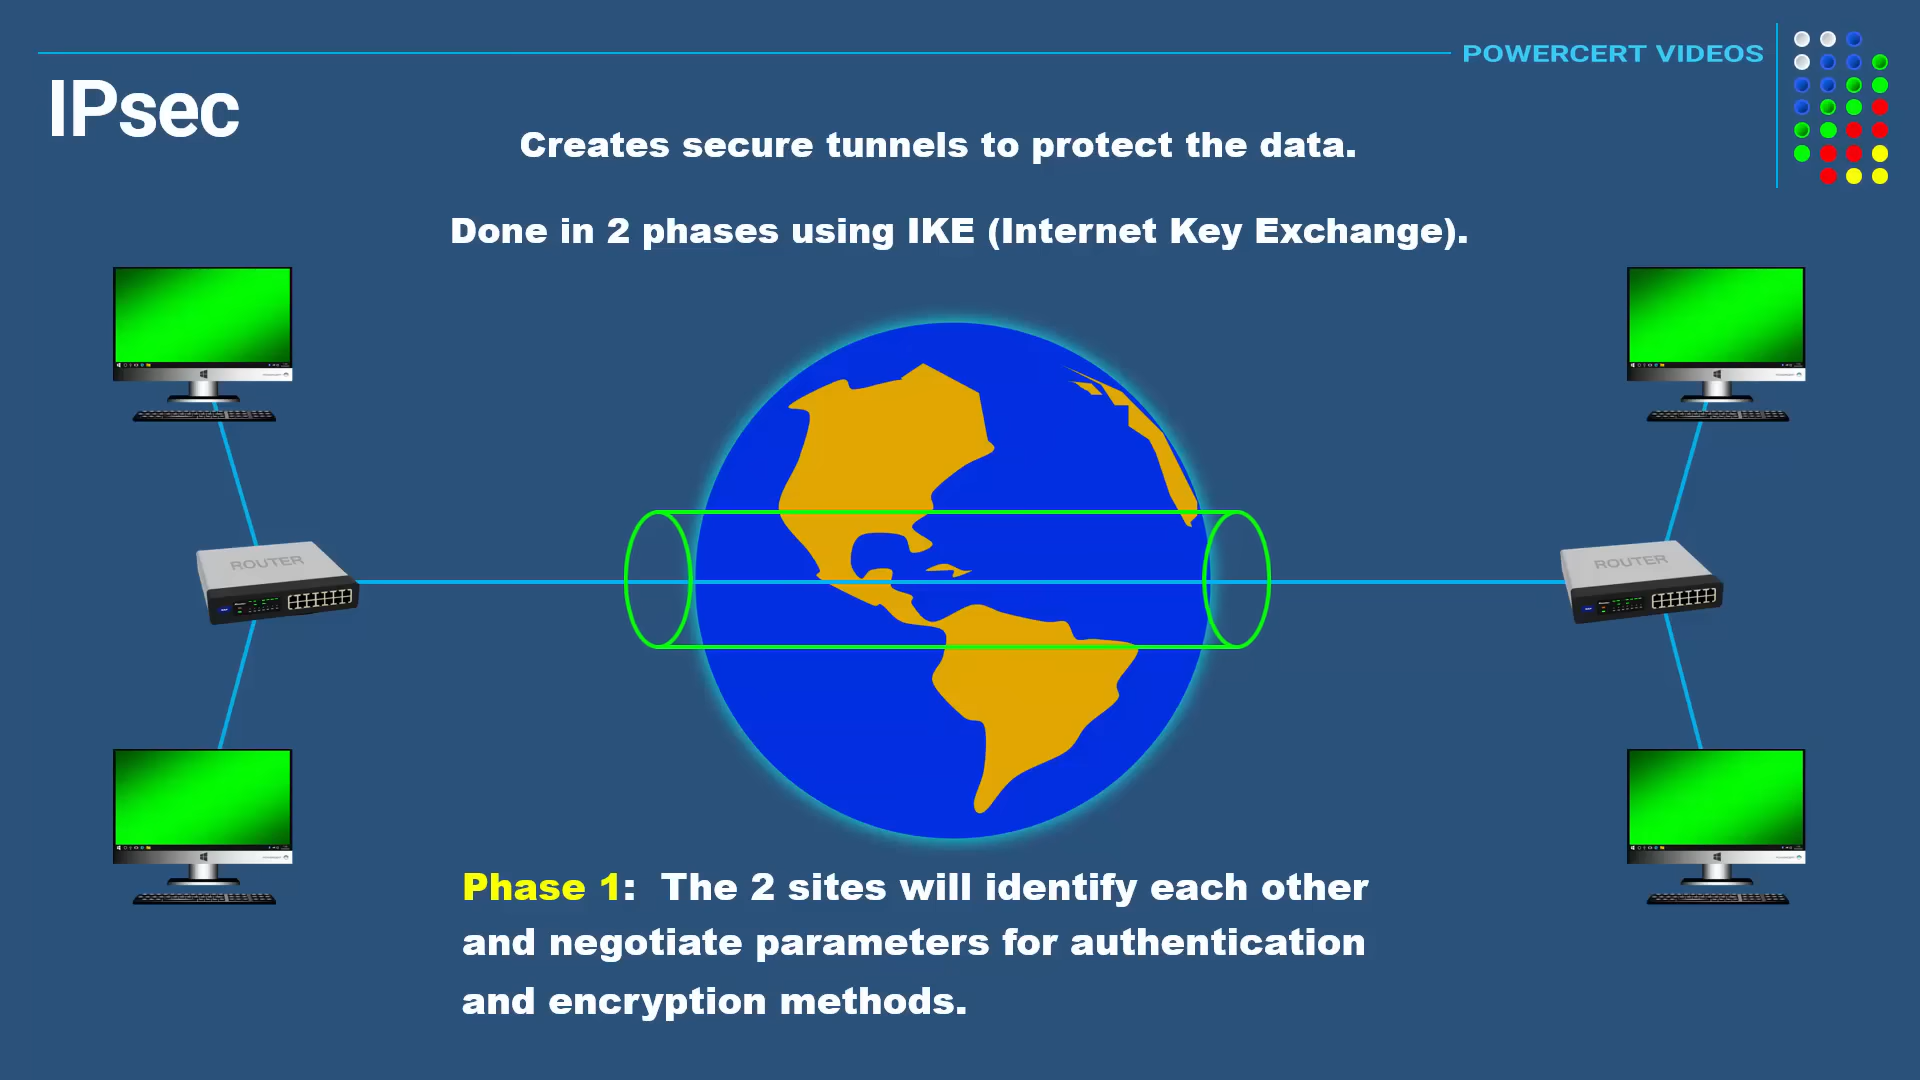 POWERCERT VIDEOS
IPsec
Creates secure tunnels to protect the data.
Done in 2 phases using IKE (Internet Key Exchange).
ROUTER
ROUTER
Phase 1: The 2 sites will identify each other
and negotiate parameters for authentication
and encryption methods.